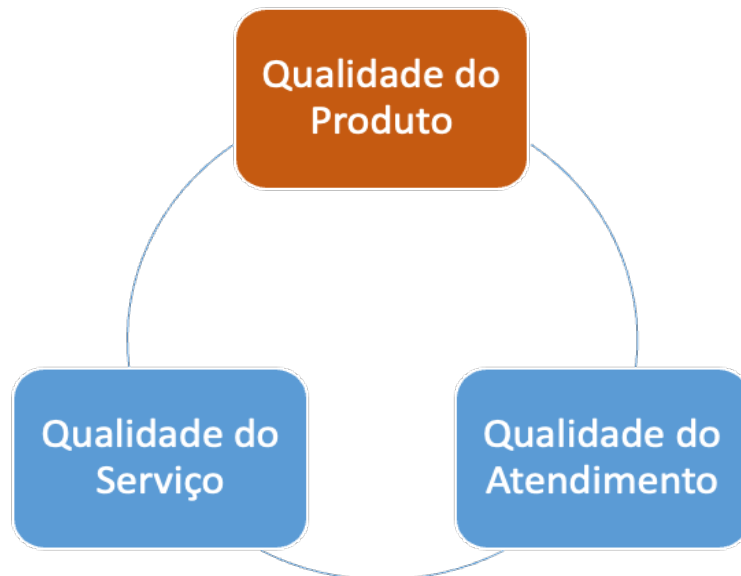 Qualidade do
Produto
Qualidade do
Serviço
Qualidade do
Atendimento